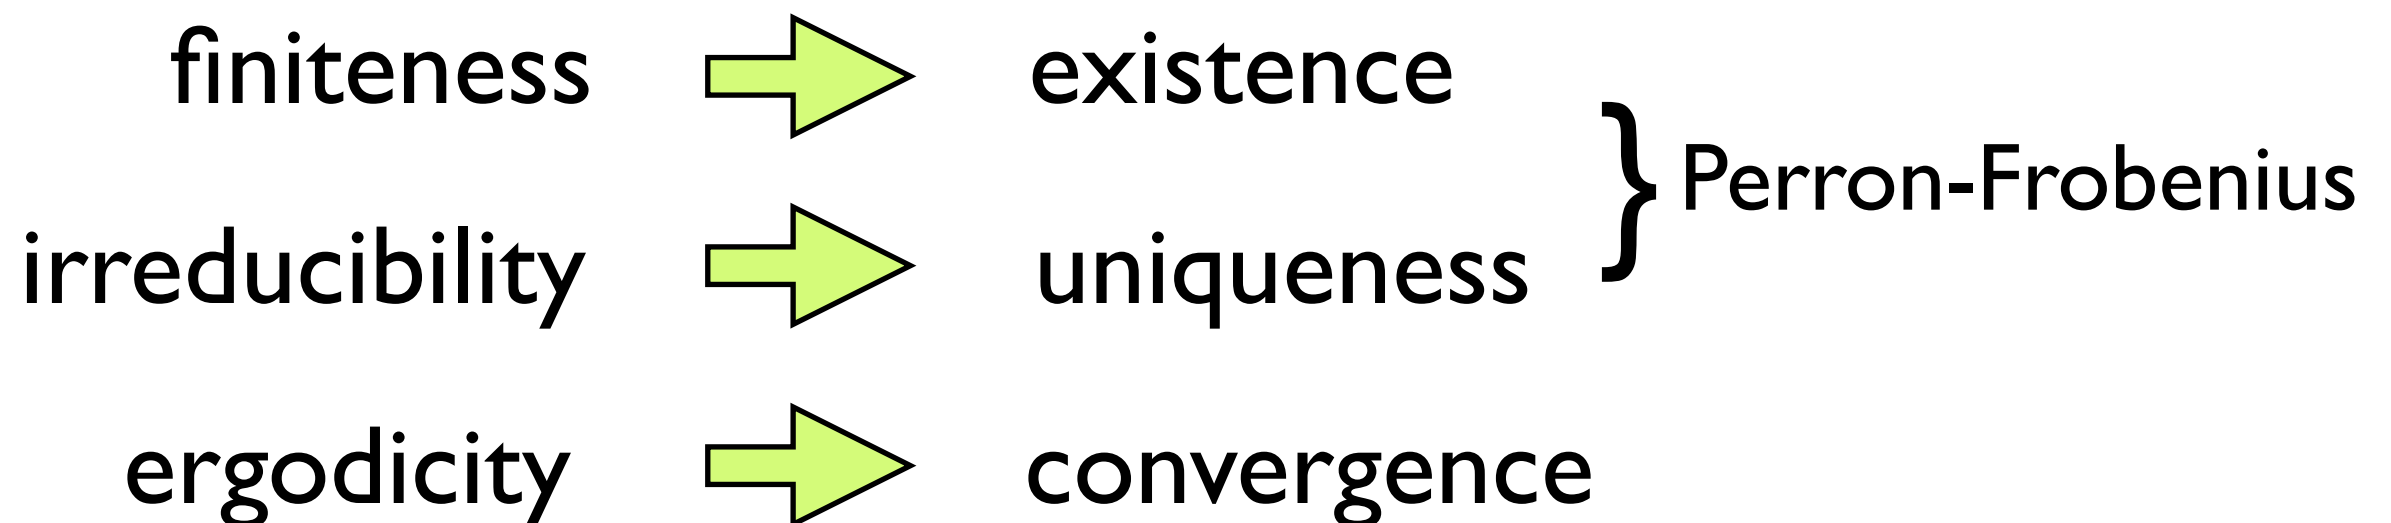 finiteness existence
} Perron-Frobenius
irreducibility uniqueness
ergodicity convergence